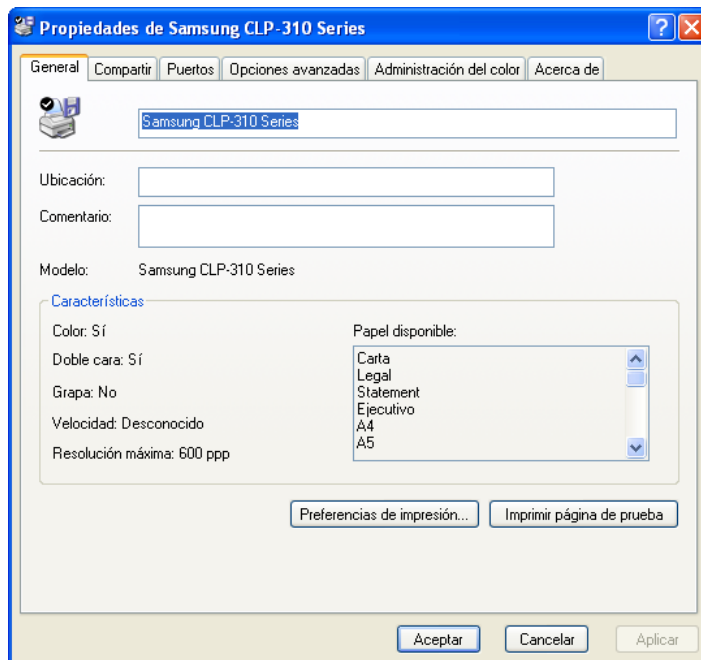 Propiedades de Samsung CLP-310 Series
General Compartir Puertos Opciones avanzadas Administración del color Acerca de
Samsung CLP-310 Series
Ubicación:
Comentario:
Modelo: Samsung CLP-310 Series
Características
Color: Sí
Doble cara: Sí
Grapa: No
Velocidad: Desconocido
Resolución máxima: 600 ppp
Papel disponible:
Carta
Legal
Statement
Ejecutivo
A4
A5
Preferencias de impresión... Imprimir página de prueba
Aceptar Cancelar Aplicar